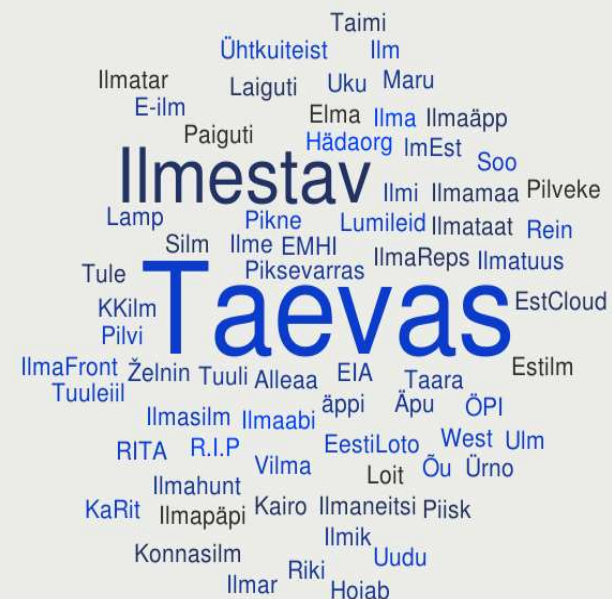 Taimi
Ühtkuiteist Ilm
Ilmatar Laiguti Uku Maru
E-ilm Elma Ilma Ilmaäpp
Paiguti Hädaorg ImEst
Soo
Ilmestav Ilmi Ilmamaa Pilveke
Lamp Pikne Lumileid Ilmataat Rein
Silm Ilme EMHI IlmaReps Ilmatuus
Tule Piksevarras
Taevas EstCloud
KKilm
Pilvi
IlmaFront Želnin Tuuli Alleaa EIA Taara Estilm
Tuuleiil äppi Äpu ÖPI
Ilmasilm Ilmaabi
RITA R.I.P EestiLoto West Ulm
Vilma Loit Õu Ürno
Ilmahunt
KaRit Ilmapäpi Kairo Ilmaneitsi Piisk
Ilmik
Konnasilm Uudu
Ilmar Riki Hoiab